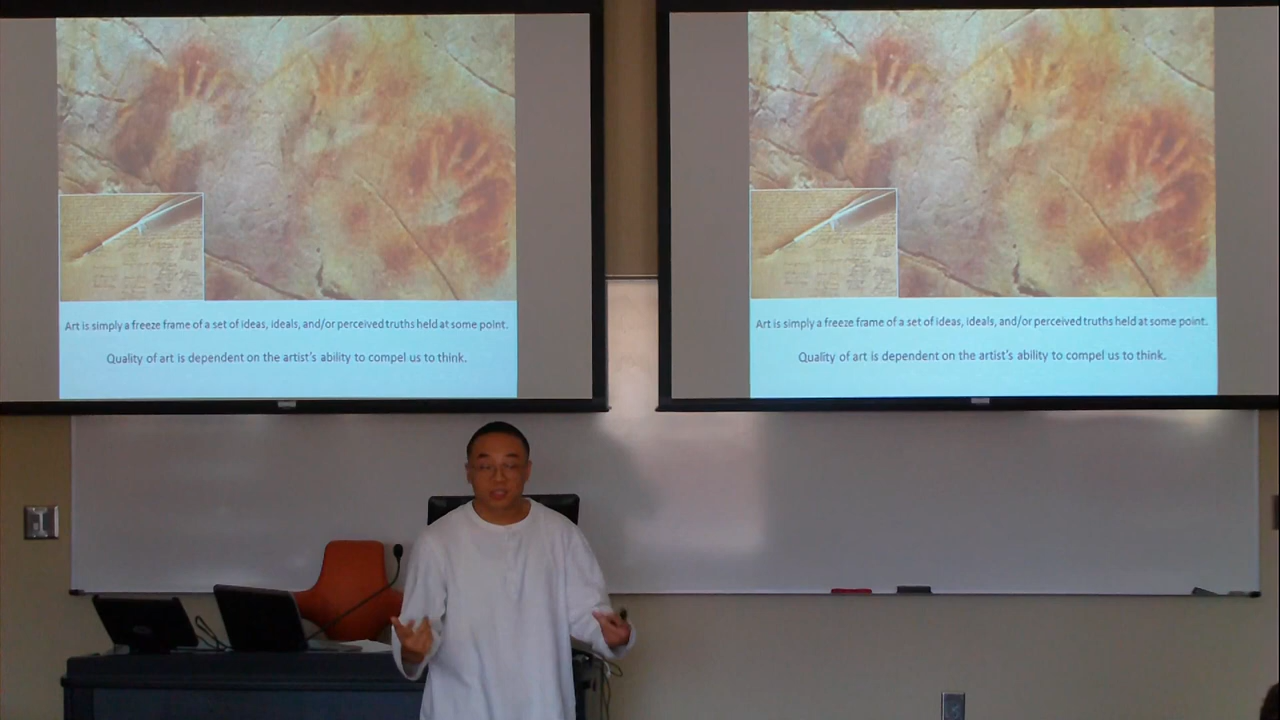 Art is simply a freeze frame of a set of ideas, ideals, and/or perceived truths held at some point.
Quality of art is dependent on the artist's ability to compel us to think.
Art is simply a freeze frame of a set of ideas, ideals, and/or perceived truths held at some point.
Quality of art is dependent on the artist's ability to compel us to think.